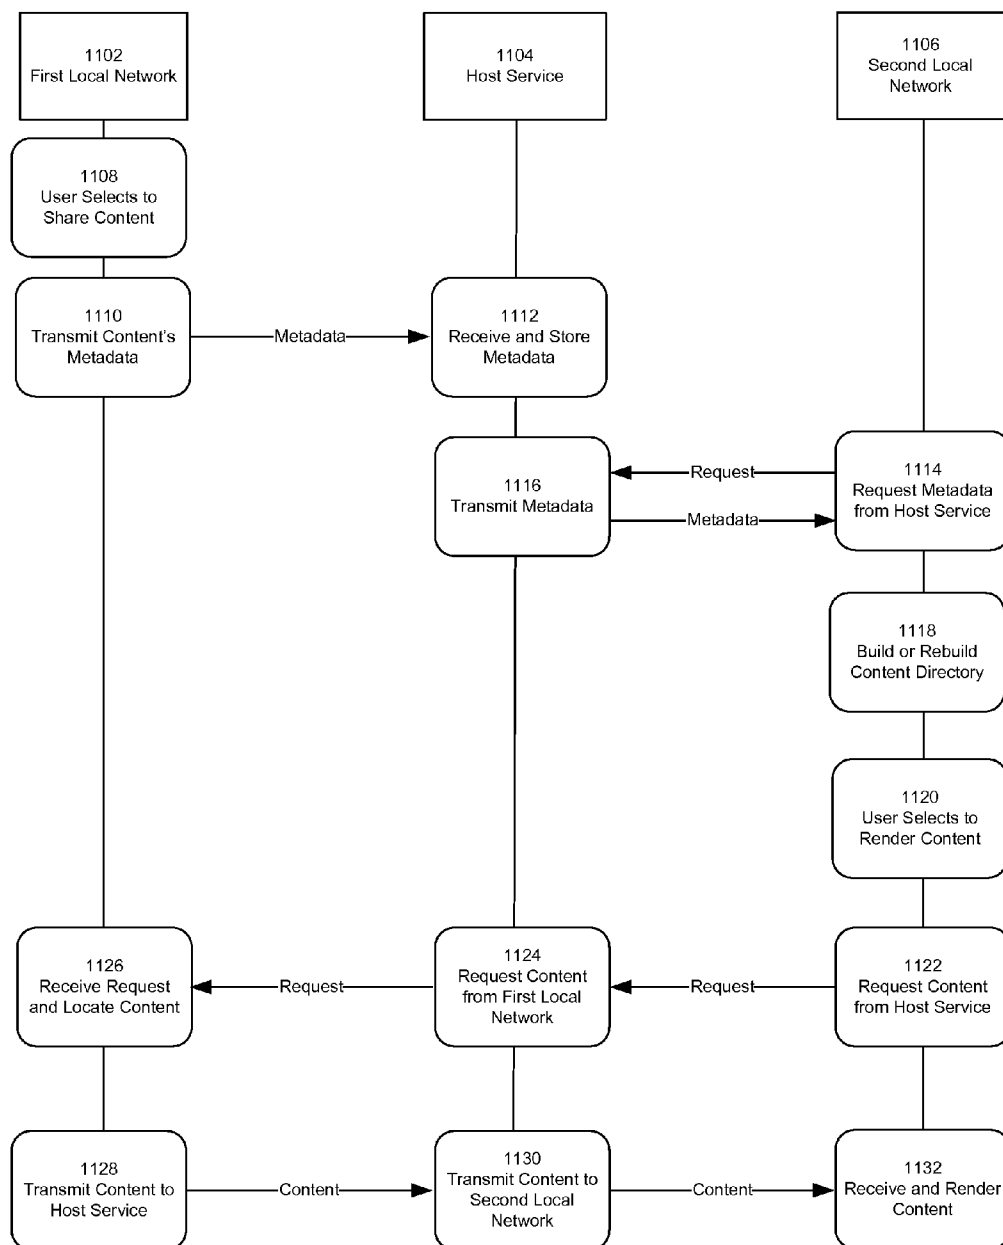 1102
First Local Network
1104
Host Service
1106
Second Local
Network
1108
User Selects to
Share Content
1110
Transmit Content's
Metadata
Metadata
1112
Receive and Store
Metadata
1116
Transmit Metadata
Request
Metadata
1114
Request Metadata
from Host Service
1118
Build or Rebuild
Content Directory
1120
User Selects to
Render Content
1126
Receive Request
and Locate Content
Request
1124
Request Content
from First Local
Network
Request
1122
Request Content
from Host Service
1128
Transmit Content to
Host Service
Content
1130
Transmit Content to
Second Local
Network
Content
1132
Receive and Render
Content